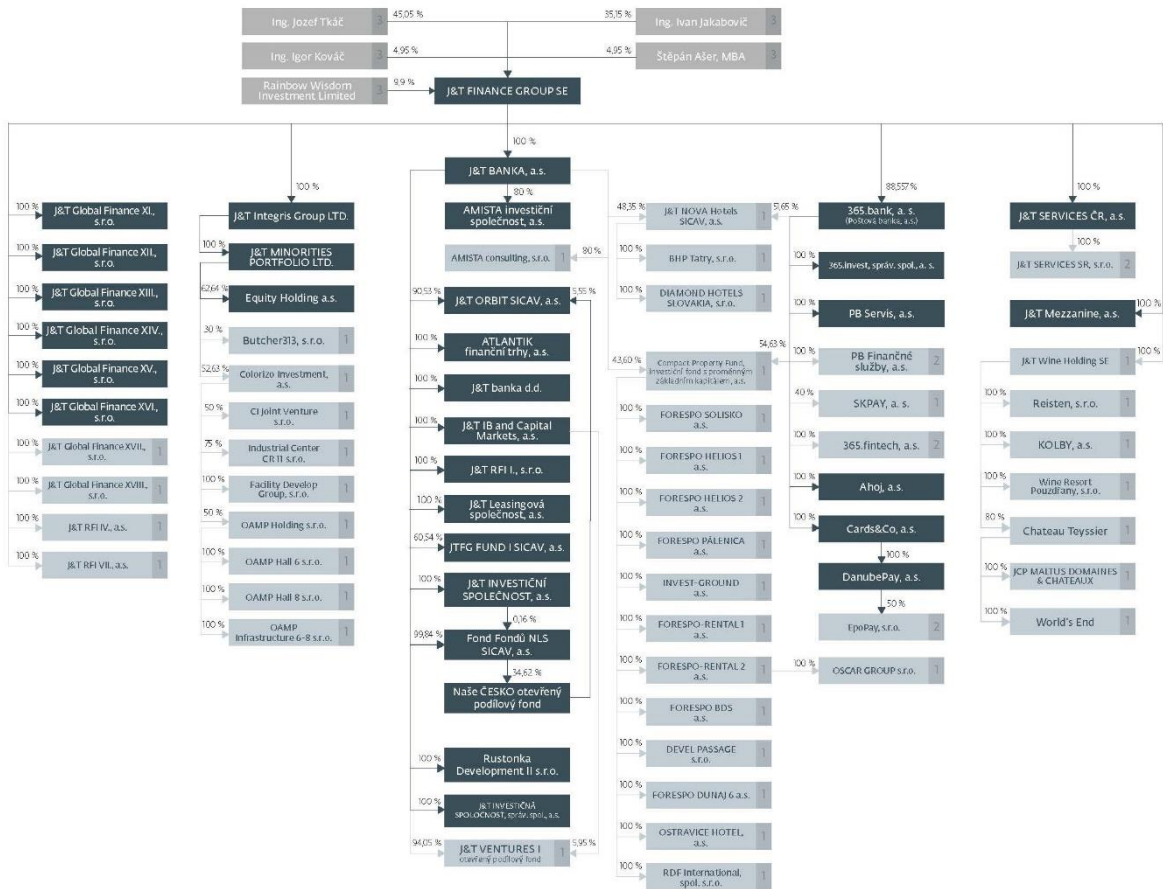 Ing. Jozef Tkáč 3
45,05 %
35,15 %
Ing. Ivan Jakabovič 3
Ing. Igor Kováč 3
4,95 %
4,95 %
Štěpán Ašer, MBA 3
Rainbow Wisdom
Investment Limited 3
9,9 %
J&T FINANCE GROUP SE
100 %
J&T Global Finance XI.,
s.r.o.
100 %
J&T Global Finance XII.,
s.r.o.
100 %
J&T Global Finance XIII.,
s.r.o.
100 %
J&T Global Finance XIV.,
s.r.o.
100 %
J&T Global Finance XV.,
s.r.o.
100 %
J&T Global Finance XVI.,
s.r.o.
100 %
J&T Global Finance XVII.,
s.r.o. 1
100 %
J&T Global Finance XVIII.,
s.r.o. 1
100 %
J&T RFI IV., a.s. 1
100 %
J&T RFI VII., a.s. 1
100 %
J&T Integris Group LTD.
100 %
J&T MINORITIES
PORTFOLIO LTD.
62,64 %
Equity Holding a.s.
30 %
Butcher313, s.r.o. 1
52,63 %
Colorizo Investment,
a.s. 1
50 %
CI Joint Venture
s.r.o. 1
75 %
Industrial Center
CR 11 s.r.o. 1
100 %
Facility Develop
Group, s.r.o. 1
50 %
OAMP Holding s.r.o. 1
100 %
OAMP Hall 6 s.r.o. 1
100 %
OAMP Hall 8 s.r.o. 1
100 %
OAMP
Infrastructure 6-8 s.r.o. 1
100 %
J&T BANKA, a.s.
80 %
AMISTA investiční
společnost, a.s.
AMISTA consulting, s.r.o. 1
80 %
90,53 %
J&T ORBIT SICAV, a.s.
5,55 %
100 %
ATLANTIK
finanční trhy, a.s.
100 %
J&T banka d.d.
100 %
J&T IB and Capital
Markets, a.s.
100 %
J&T RFI I., s.r.o.
100 %
J&T Leasingová
společnost, a.s.
60,54 %
JTFG FUND I SICAV, a.s.
100 %
J&T INVESTIČNÍ
SPOLEČNOST, a.s.
0,16 %
99,84 %
Fond Fondů NLS
SICAV, a.s.
34,62 %
Naše ČESKO otevřený
podílový fond
100 %
Rustonka
Development II s.r.o.
100 %
J&T INVESTIČNÁ
SPOLOČNOSŤ, správ. spol., a.s.
94,05 %
J&T VENTURES I
otevřený podílový fond 1
5,95 %
48,35 %
J&T NOVA Hotels
SICAV, a.s. 1
51,65 %
100 %
BHP Tatry, s.r.o. 1
100 %
DIAMOND HOTELS
SLOVAKIA, s.r.o. 1
43,60 %
Compact Property Fund,
investiční fond s proměnným
základním kapitálem, a.s. 1
54,63 %
100 %
FORESPO SOLISKO
a.s. 1
100 %
FORESPO HELIOS 1
a.s. 1
100 %
FORESPO HELIOS 2
a.s. 1
100 %
FORESPO PÁLENICA
a.s. 1
100 %
INVEST-GROUND
a.s. 1
100 %
FORESPO-RENTAL 1
a.s. 1
100 %
FORESPO-RENTAL 2
a.s. 1
100 %
OSCAR GROUP s.r.o. 1
100 %
FORESPO BDS
a.s. 1
100 %
DEVEL PASSAGE
s.r.o. 1
100 %
FORESPO DUNAJ 6 a.s. 1
100 %
OSTRAVICE HOTEL,
a.s. 1
100 %
RDF International,
spol. s.r.o. 1
88,557 %
365.bank, a. s.
(Poštová banka, a.s.)
100 %
365.invest, správ. spol., a. s.
100 %
PB Servis, a.s.
100 %
PB Finančné
služby, a.s. 2
40 %
SKPAY, a. s. 1
100 %
365.fintech, a.s. 2
100 %
Ahoj, a.s.
100 %
Cards&Co, a.s.
100 %
DanubePay, a.s.
50 %
EpoPay, s.r.o. 2
100 %
J&T SERVICES ČR, a.s.
100 %
J&T SERVICES SR, s.r.o. 2
100 %
J&T Mezzanine, a.s.
J&T Wine Holding SE 1
100 %
100 %
Reisten, s.r.o. 1
100 %
KOLBY, a.s. 1
100 %
Wine Resort
Pouzdřany, s.r.o. 1
80 %
Chateau Teyssier 1
100 %
JCP MALTUS DOMAINES
& CHATEAUX 1
100 %
World's End 1